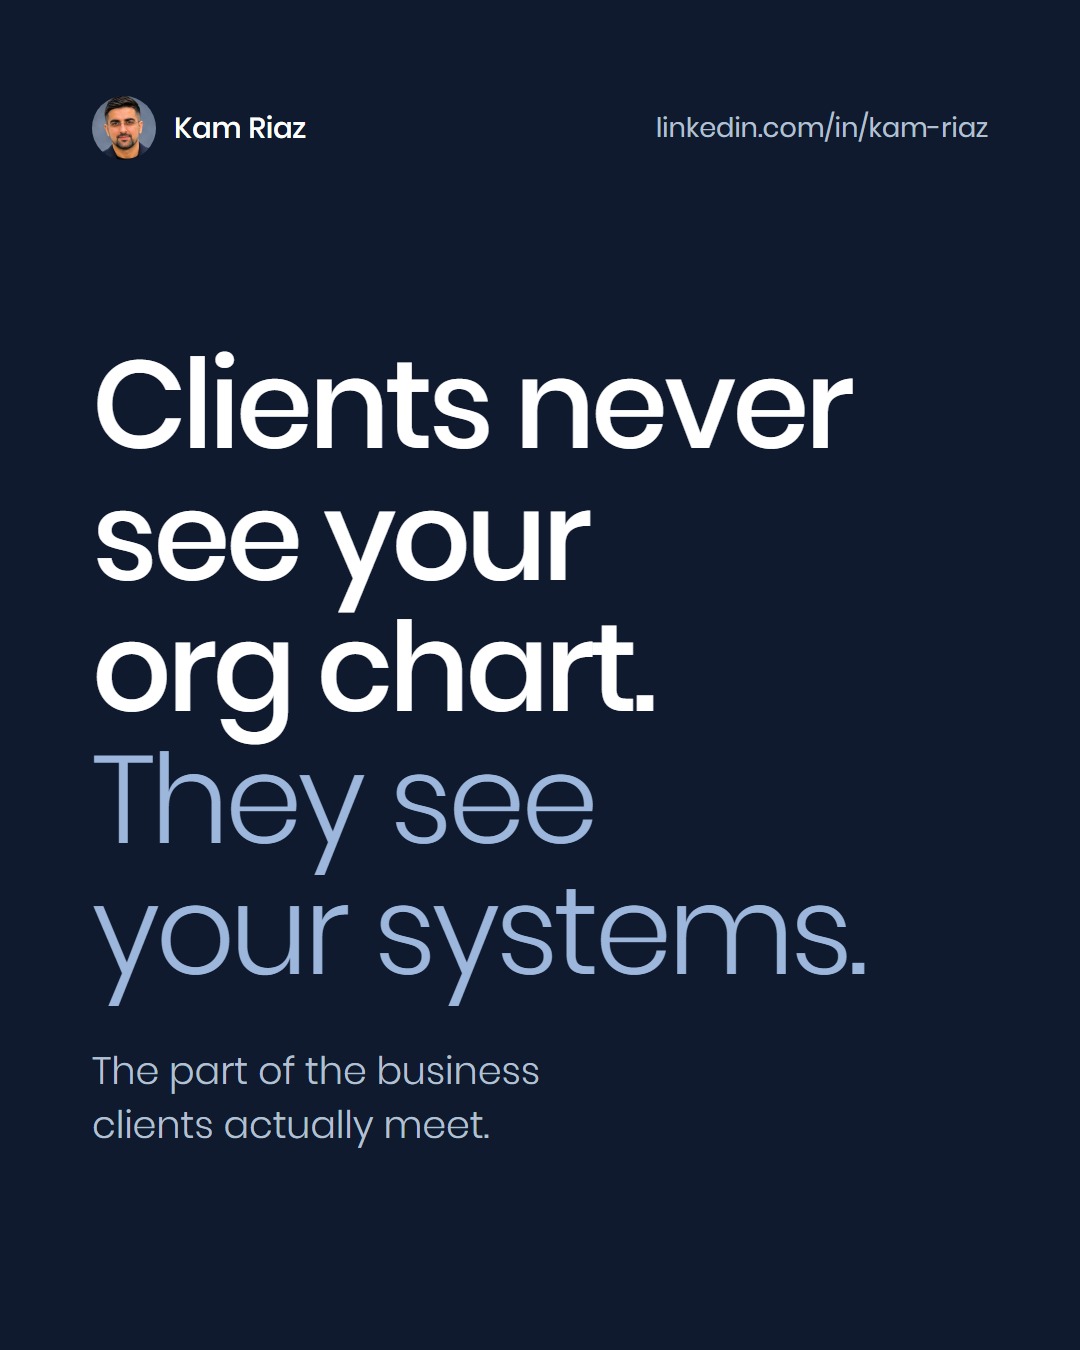 Kam Riaz
linkedin.com/in/kam-riaz
Clients never
see your
org chart.
They see
your systems.
The part of the business
clients actually meet.